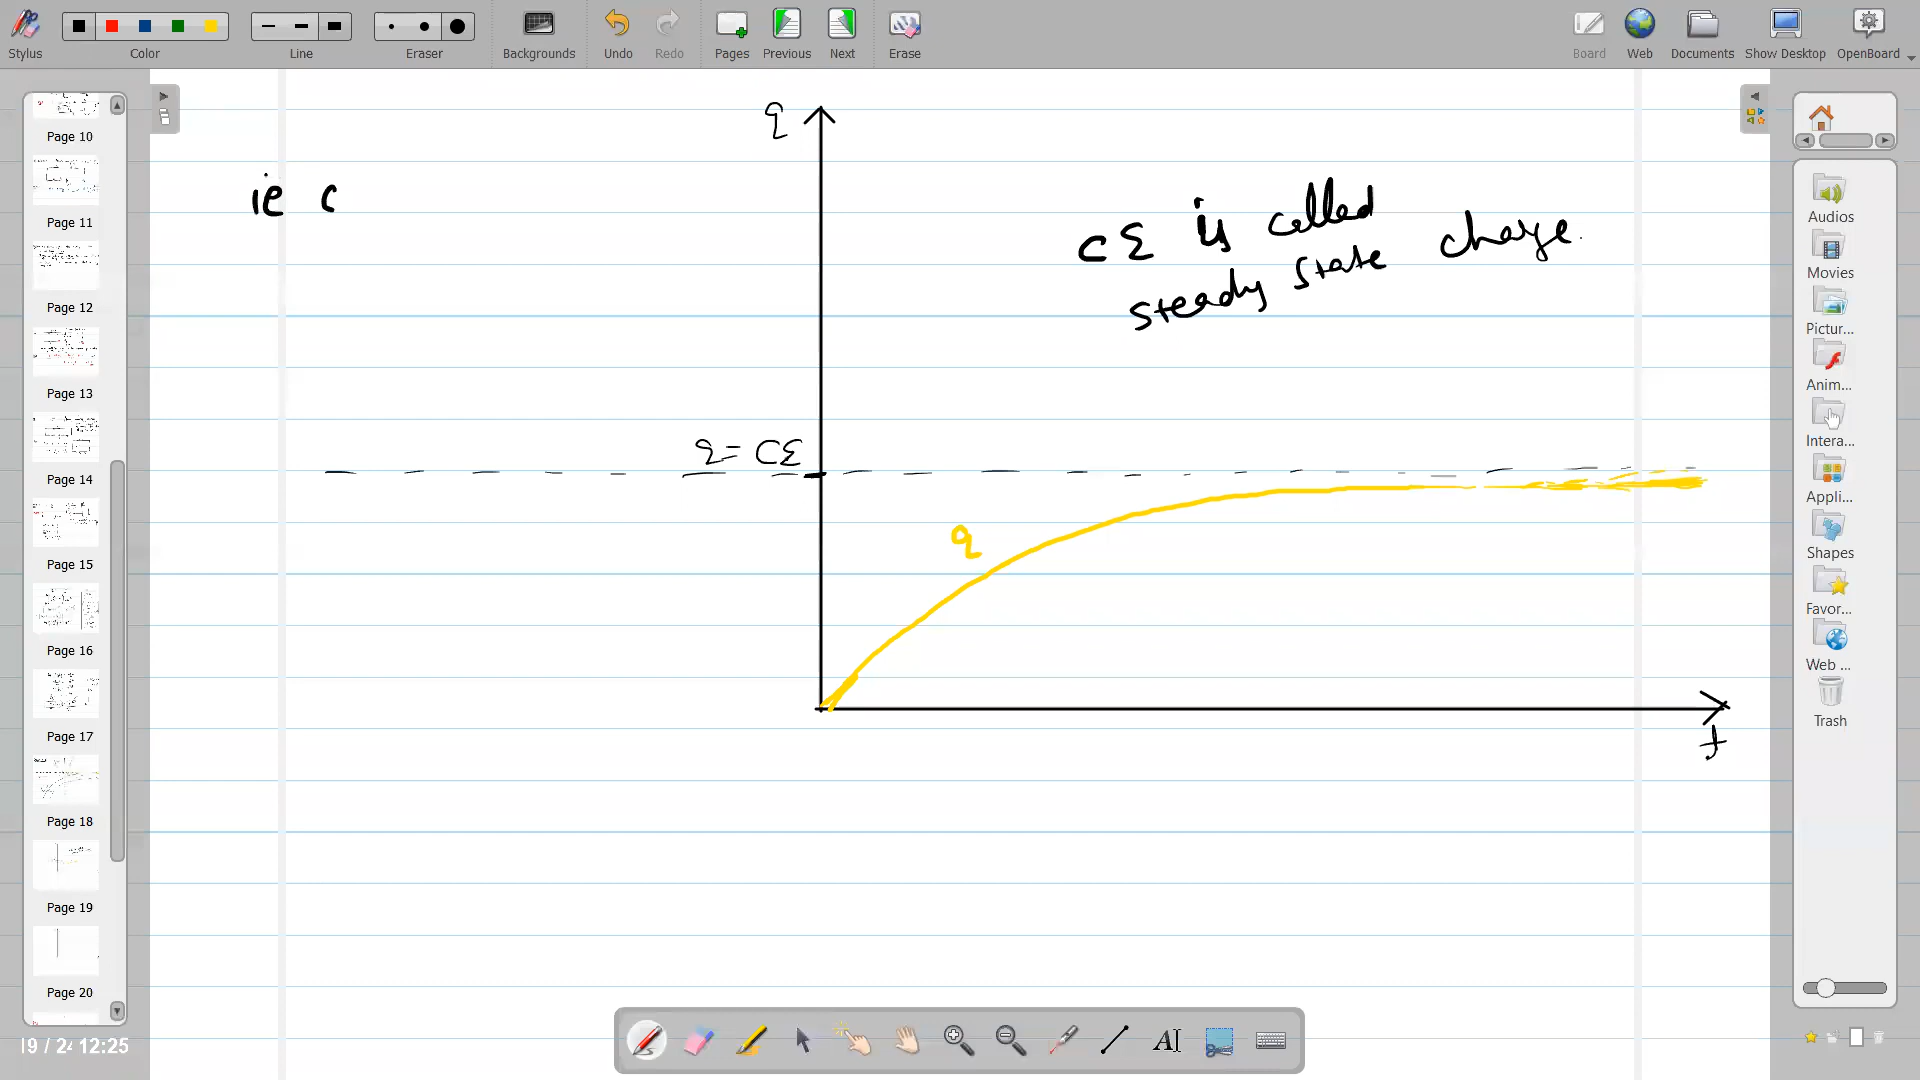 Stylus
Color
Line
Eraser
Backgrounds
Undo
Redo
Pages
Previous
Next
Erase
Board
Web
Documents
Show Desktop
OpenBoard
Page 10
Page 11
Page 12
Page 13
Page 14
Page 15
Page 16
Page 17
Page 18
Page 19
Page 20
19 / 24 12:25
q
ie c
cε is called
steady state charge.
q = Cε
q
t
Audios
Movies
Pictur...
Anim...
Intera...
Appli...
Shapes
Favor...
Web ...
Trash